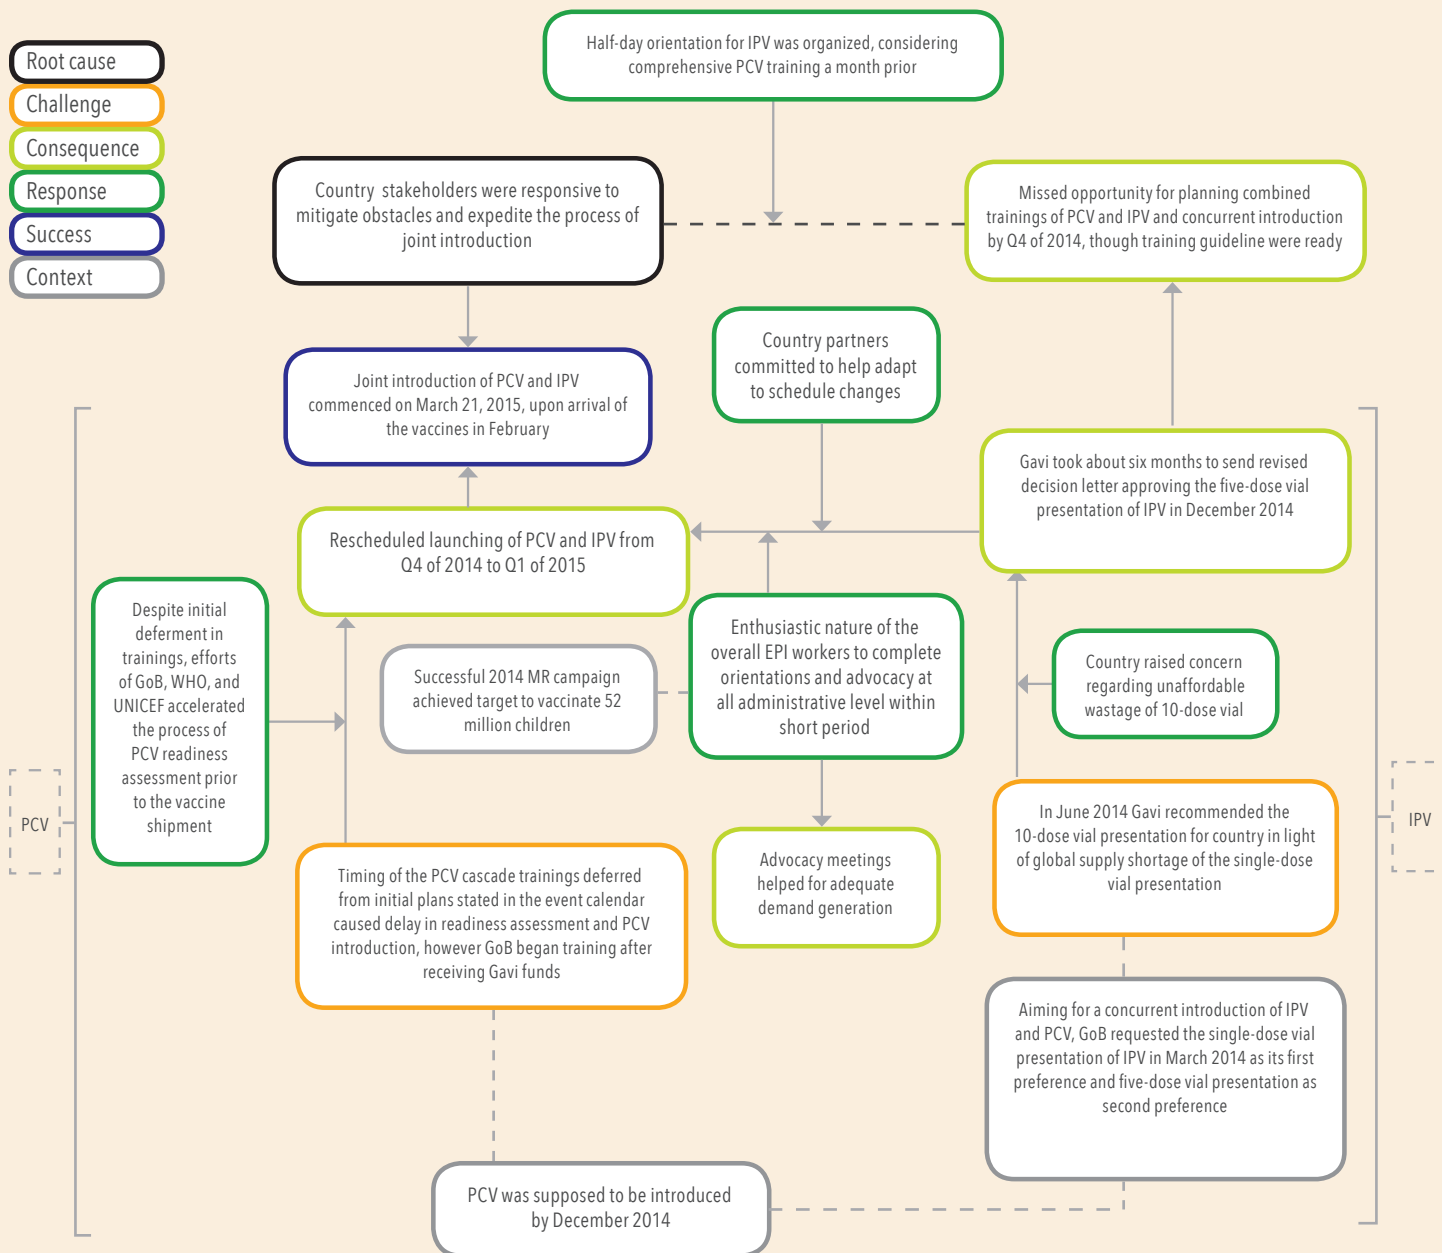 Half-day orientation for IPV was organized, considering
comprehensive PCV training a month prior
Root cause
Challenge
Consequence
Response
Success
Context
Country stakeholders were responsive to
mitigate obstacles and expedite the process of
joint introduction
Missed opportunity for planning combined
trainings of PCV and IPV and concurrent introduction
by Q4 of 2014, though training guideline were ready
Country partners
committed to help adapt
to schedule changes
Joint introduction of PCV and IPV
commenced on March 21, 2015, upon arrival of
the vaccines in February
Gavi took about six months to send revised
decision letter approving the five-dose vial
presentation of IPV in December 2014
Rescheduled launching of PCV and IPV from
Q4 of 2014 to Q1 of 2015
Despite initial
deferment in
trainings, efforts
of GoB, WHO, and
UNICEF accelerated
the process of
PCV readiness
assessment prior
to the vaccine
shipment
Successful 2014 MR campaign
achieved target to vaccinate 52
million children
Enthusiastic nature of the
overall EPI workers to complete
orientations and advocacy at
all administrative level within
short period
Country raised concern
regarding unaffordable
wastage of 10-dose vial
PCV
IPV
In June 2014 Gavi recommended the
10-dose vial presentation for country in light
of global supply shortage of the single-dose
vial presentation
Timing of the PCV cascade trainings deferred
from initial plans stated in the event calendar
caused delay in readiness assessment and PCV
introduction, however GoB began training after
receiving Gavi funds
Advocacy meetings
helped for adequate
demand generation
Aiming for a concurrent introduction of IPV
and PCV, GoB requested the single-dose vial
presentation of IPV in March 2014 as its first
preference and five-dose vial presentation as
second preference
PCV was supposed to be introduced
by December 2014